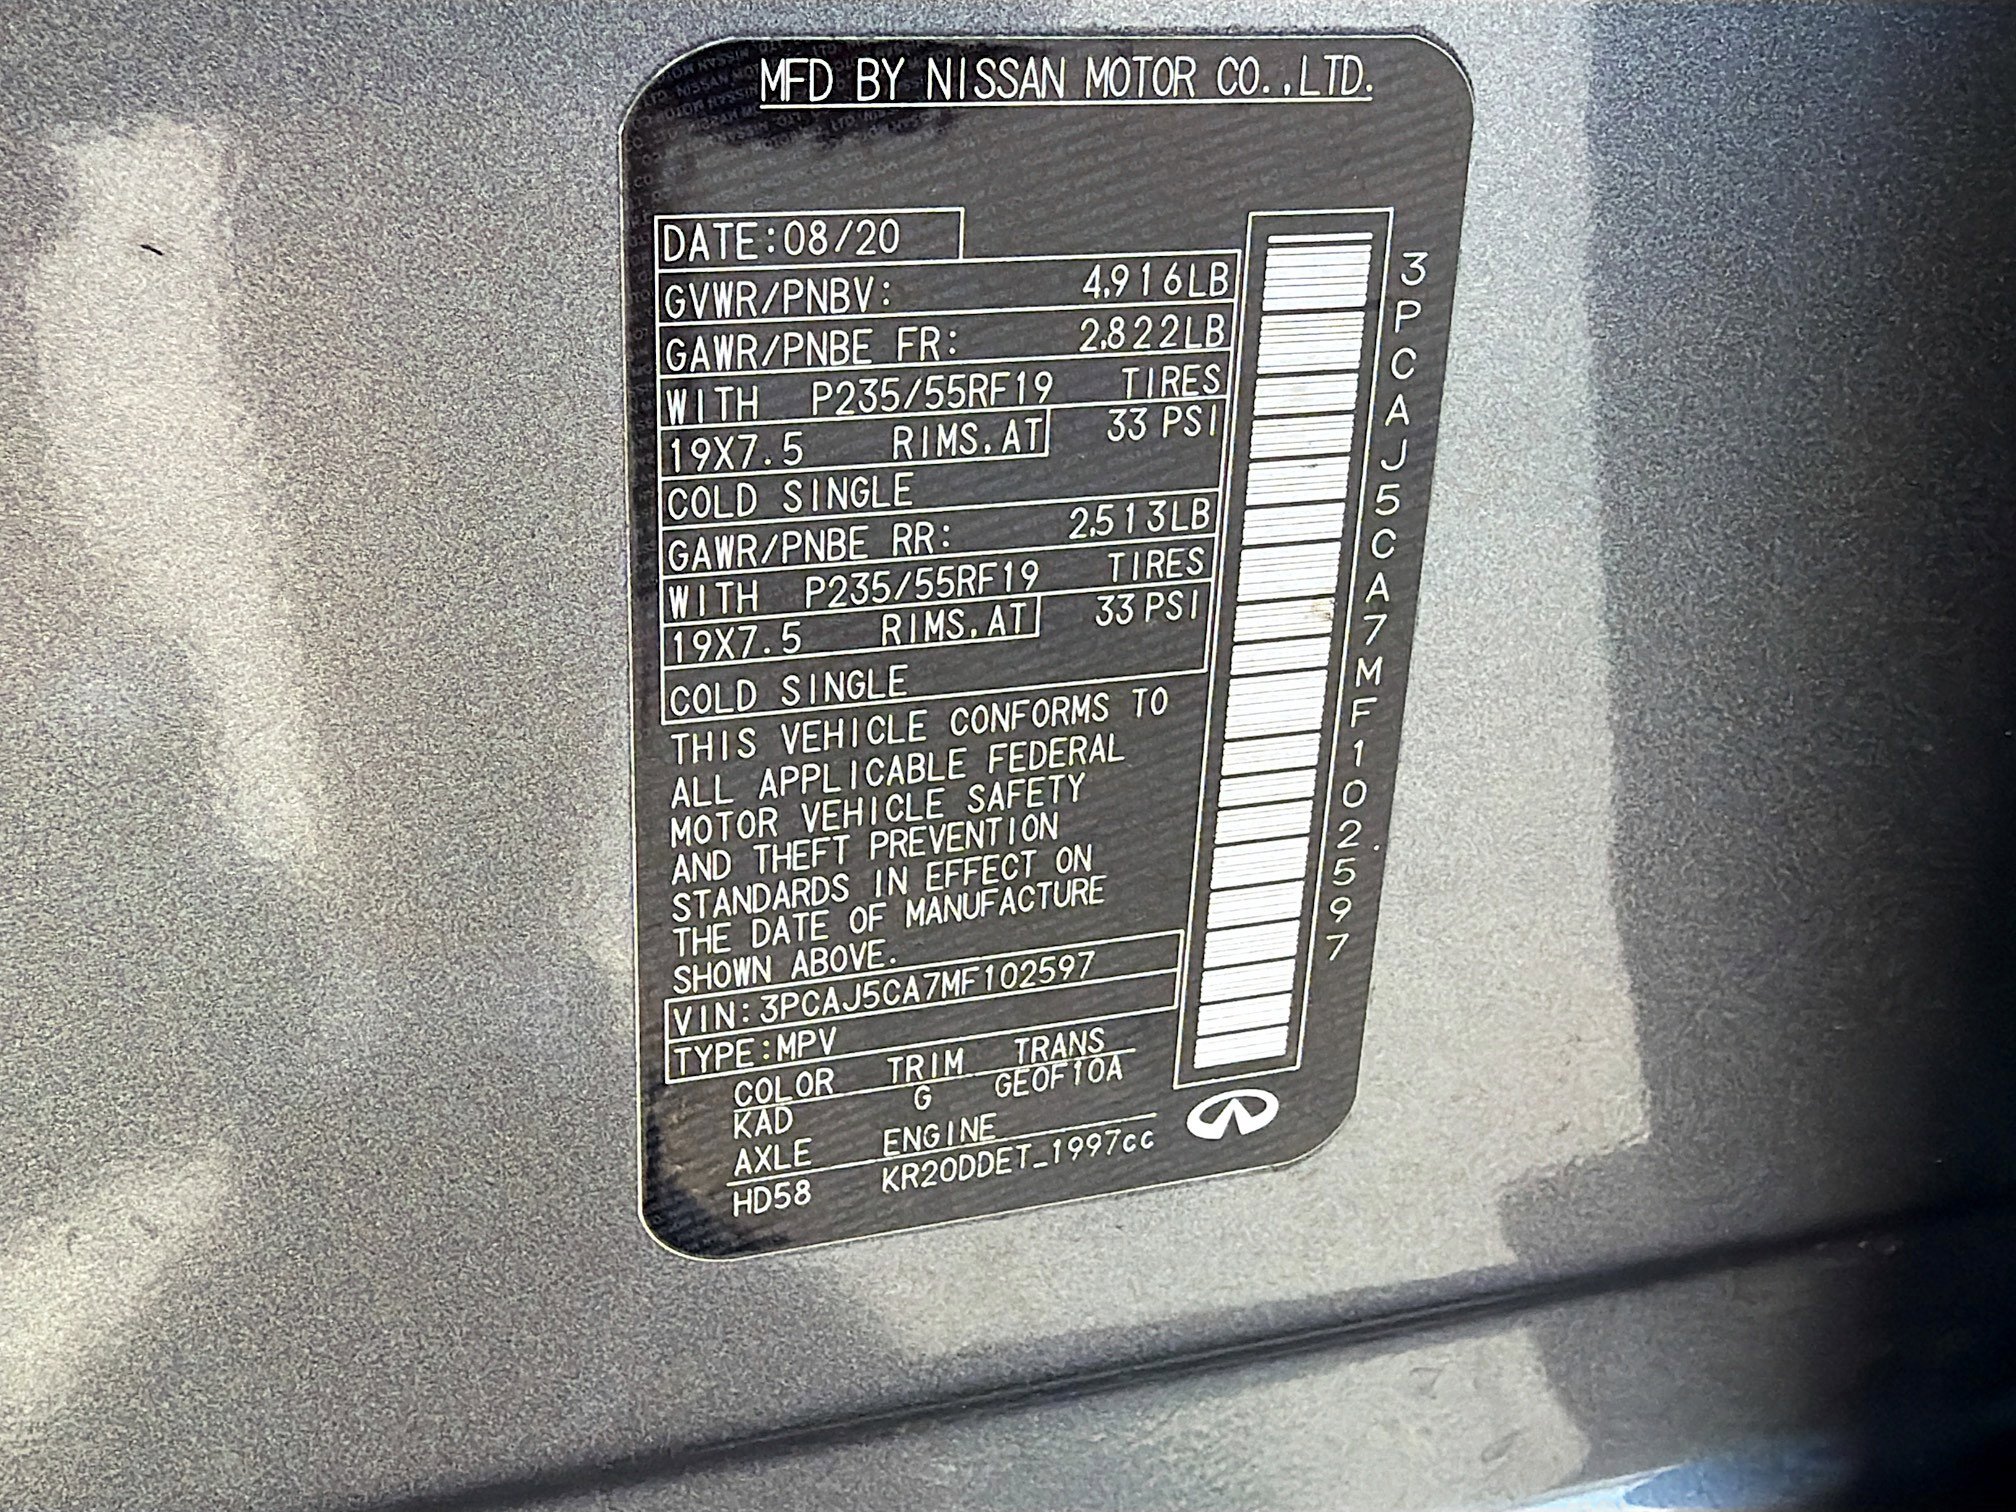 MFD BY NISSAN MOTOR CO.,LTD.
DATE:08/20
GVWR/PNBV: 4,916LB
GAWR/PNBE FR: 2,822LB
WITH P235/55RF19 TIRES
19X7.5 RIMS,AT 33 PSI
COLD SINGLE
GAWR/PNBE RR: 2,513LB
WITH P235/55RF19 TIRES
19X7.5 RIMS,AT 33 PSI
COLD SINGLE
THIS VEHICLE CONFORMS TO
ALL APPLICABLE FEDERAL
MOTOR VEHICLE SAFETY
AND THEFT PREVENTION
STANDARDS IN EFFECT ON
THE DATE OF MANUFACTURE
SHOWN ABOVE.
VIN:3PCAJ5CA7MF102597
TYPE:MPV
COLOR TRIM TRANS
KAD G GE0F10A
AXLE ENGINE
HD58 KR20DDET_1997cc
3PCAJ5CA7MF102597